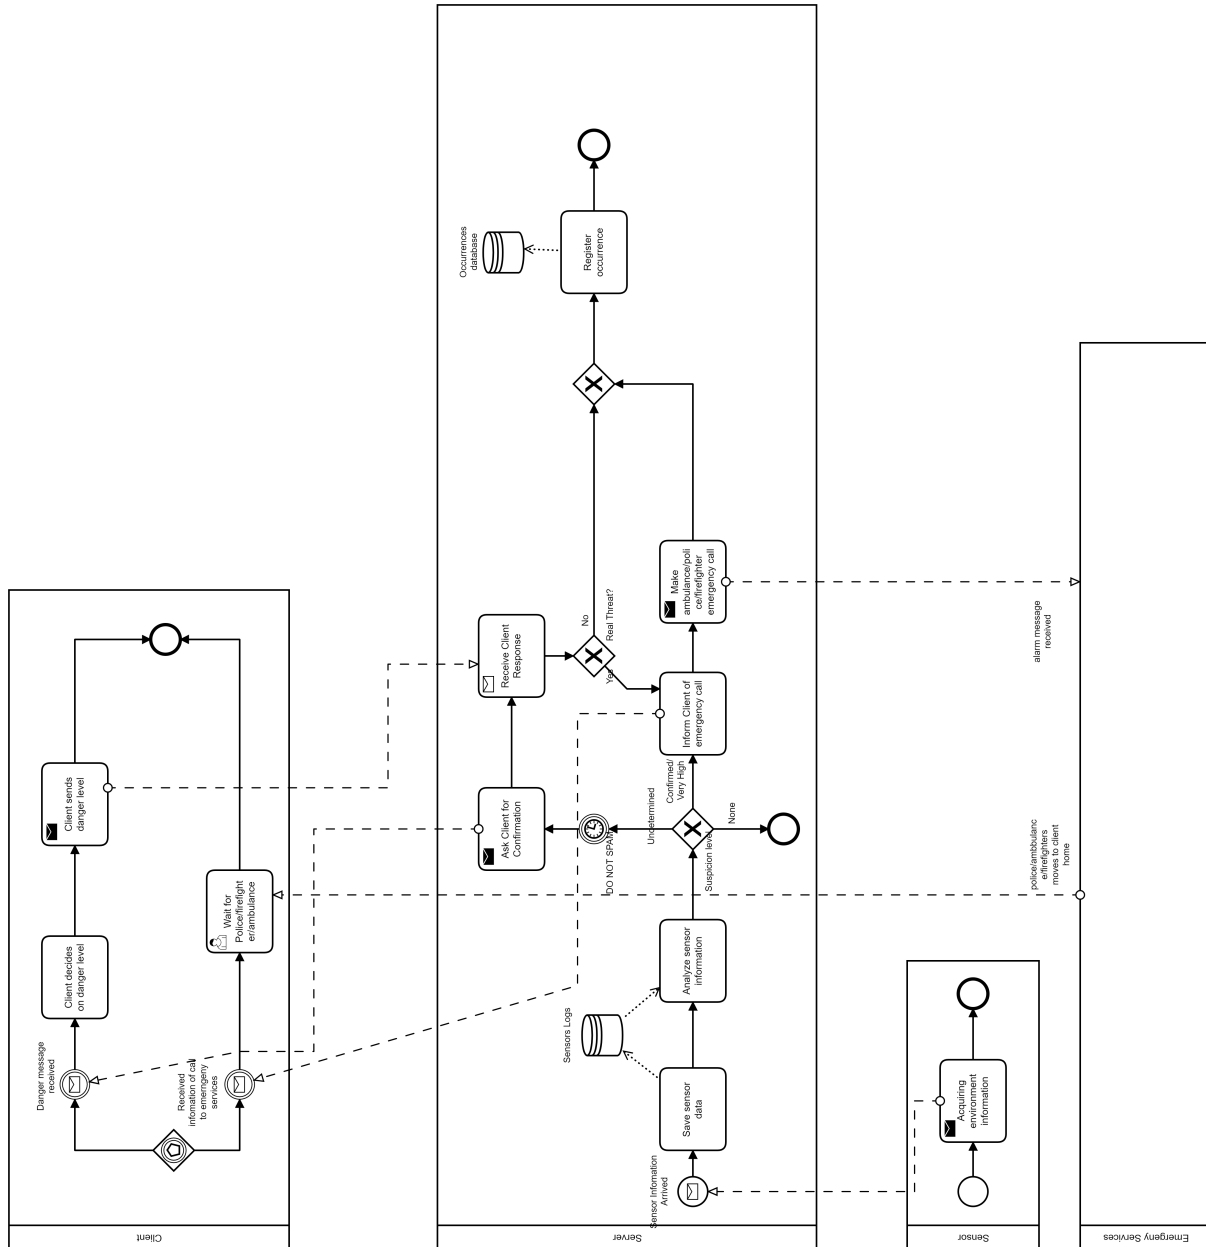 Danger message
received
Client decides
on danger level
Client sends
danger level
Received
infomation of call
to emerngeny
services
Wait for
Police/firefight
er/ambulance
Client
Sensor Infomation
Arrived
Save sensor
data
Sensors Logs
Analyze sensor
information
Suspicion level
Undetermined
Confirmed/
Very High
None
DO NOT SPAM
Ask Client for
Confirmation
Receive Client
Response
Real Threat?
Yes
No
Inform Client of
emergency call
Make
ambulance/poli
ce/firefighter
emergency call
Occurrences
database
Register
occurrence
Server
Acquiring
environment
information
Sensor
alarm message
received
police/ambbulanc
e/firefighters
moves to client
home
Emergeny Services